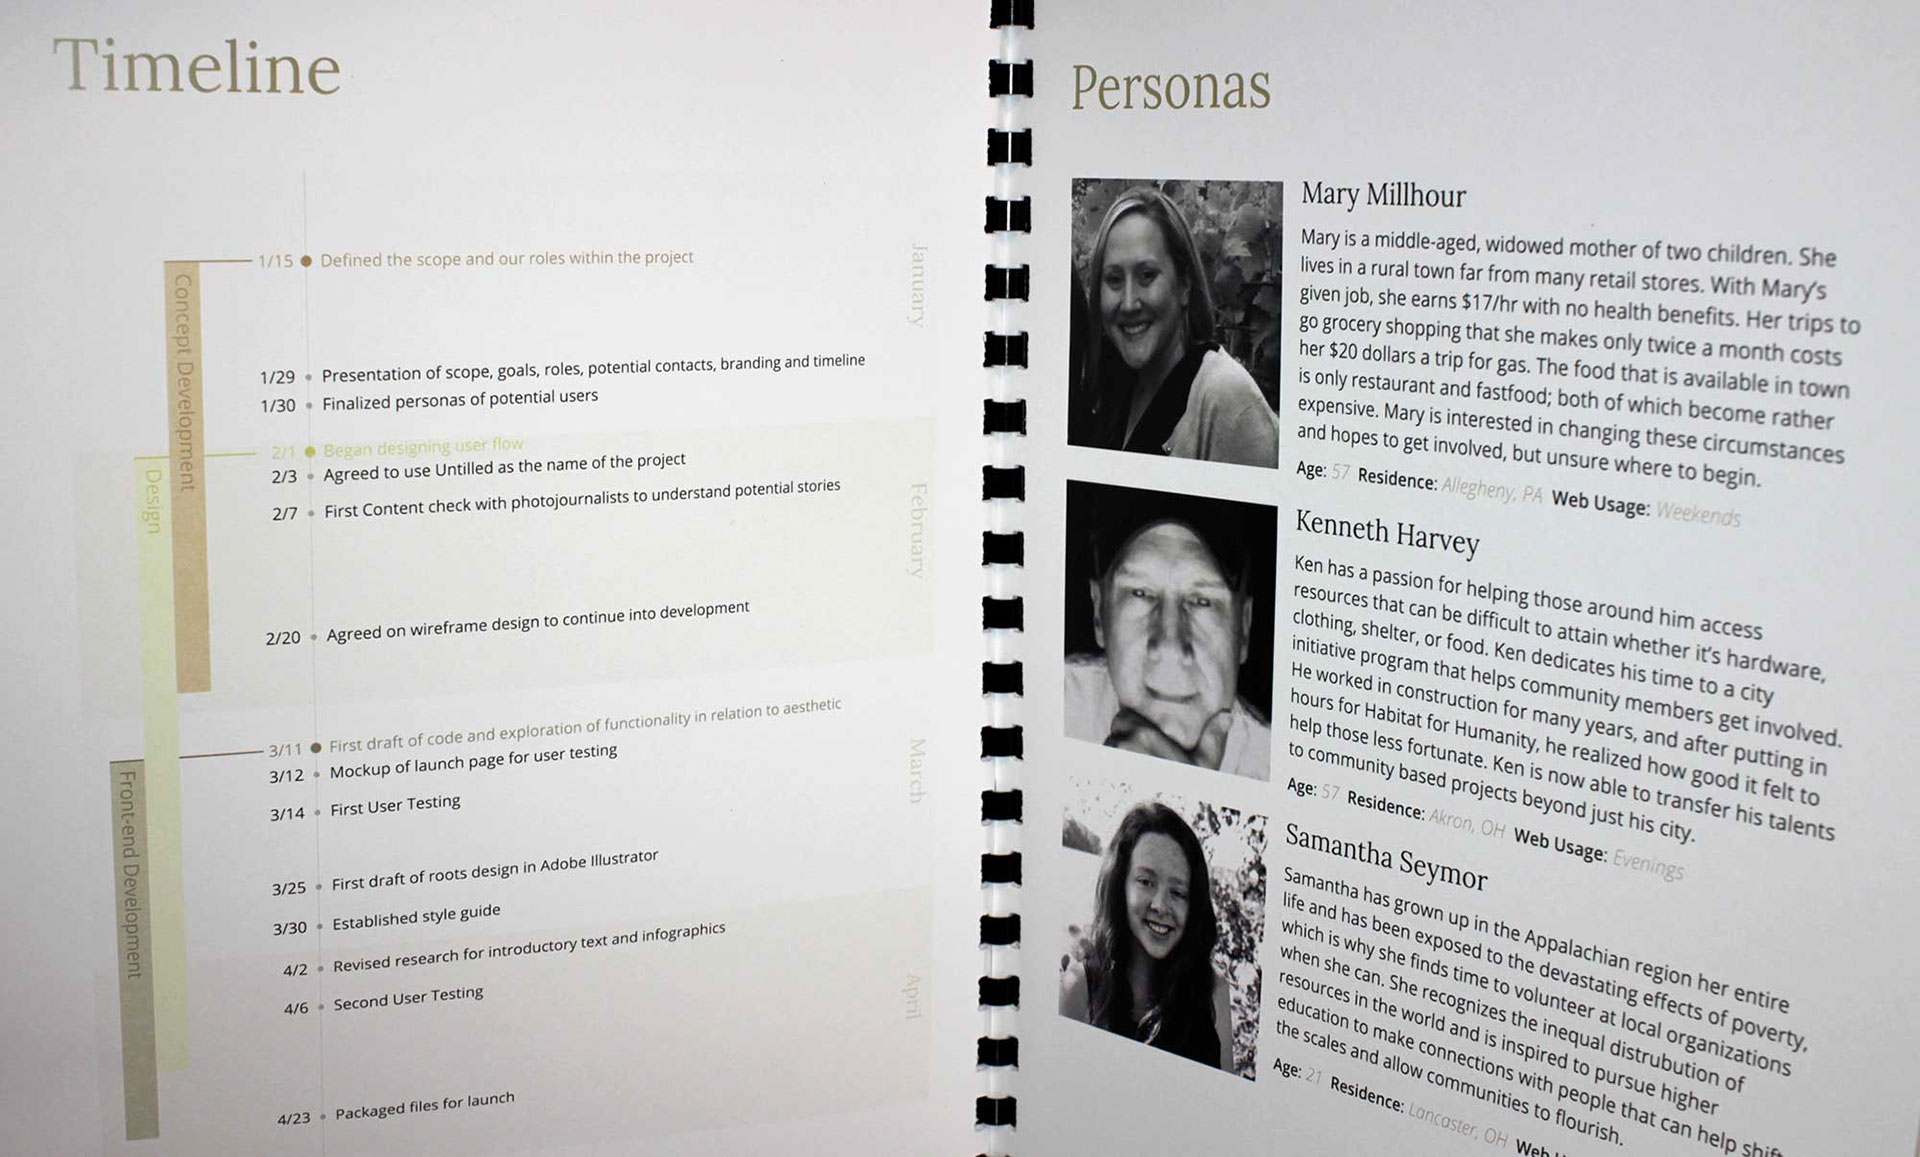 Timeline
January
1/15 Defined the scope and our roles within the project
1/29 Presentation of scope, goals, roles, potential contacts, branding and timeline
1/30 Finalized personas of potential users
February
2/1 Began designing user flow
2/3 Agreed to use Untilled as the name of the project
2/7 First Content check with photojournalists to understand potential stories
2/20 Agreed on wireframe design to continue into development
March
3/11 First draft of code and exploration of functionality in relation to aesthetic
3/12 Mockup of launch page for user testing
3/14 First User Testing
3/25 First draft of roots design in Adobe Illustrator
3/30 Established style guide
April
4/2 Revised research for introductory text and infographics
4/6 Second User Testing
4/23 Packaged files for launch
Concept Development
Design
Front-end Development
Personas
Mary Millhour
Mary is a middle-aged, widowed mother of two children. She
lives in a rural town far from many retail stores. With Mary's
given job, she earns $17/hr with no health benefits. Her trips to
go grocery shopping that she makes only twice a month costs
her $20 dollars a trip for gas. The food that is available in town
is only restaurant and fastfood; both of which become rather
expensive. Mary is interested in changing these circumstances
and hopes to get involved, but unsure where to begin.
Age: 57 Residence: Allegheny, PA Web Usage: Weekends
Kenneth Harvey
Ken has a passion for helping those around him access
resources that can be difficult to attain whether it's hardware,
clothing, shelter, or food. Ken dedicates his time to a city
initiative program that helps community members get involved.
He worked in construction for many years, and after putting in
hours for Habitat for Humanity, he realized how good it felt to
help those less fortunate. Ken is now able to transfer his talents
to community based projects beyond just his city.
Age: 57 Residence: Akron, OH Web Usage: Evenings
Samantha Seymor
Samantha has grown up in the Appalachian region her entire
life and has been exposed to the devastating effects of poverty,
which is why she finds time to volunteer at local organizations
when she can. She recognizes the inequal distrubution of
resources in the world and is inspired to pursue higher
education to make connections with people that can help shift
the scales and allow communities to flourish.
Age: 21 Residence: Lancaster, OH Web